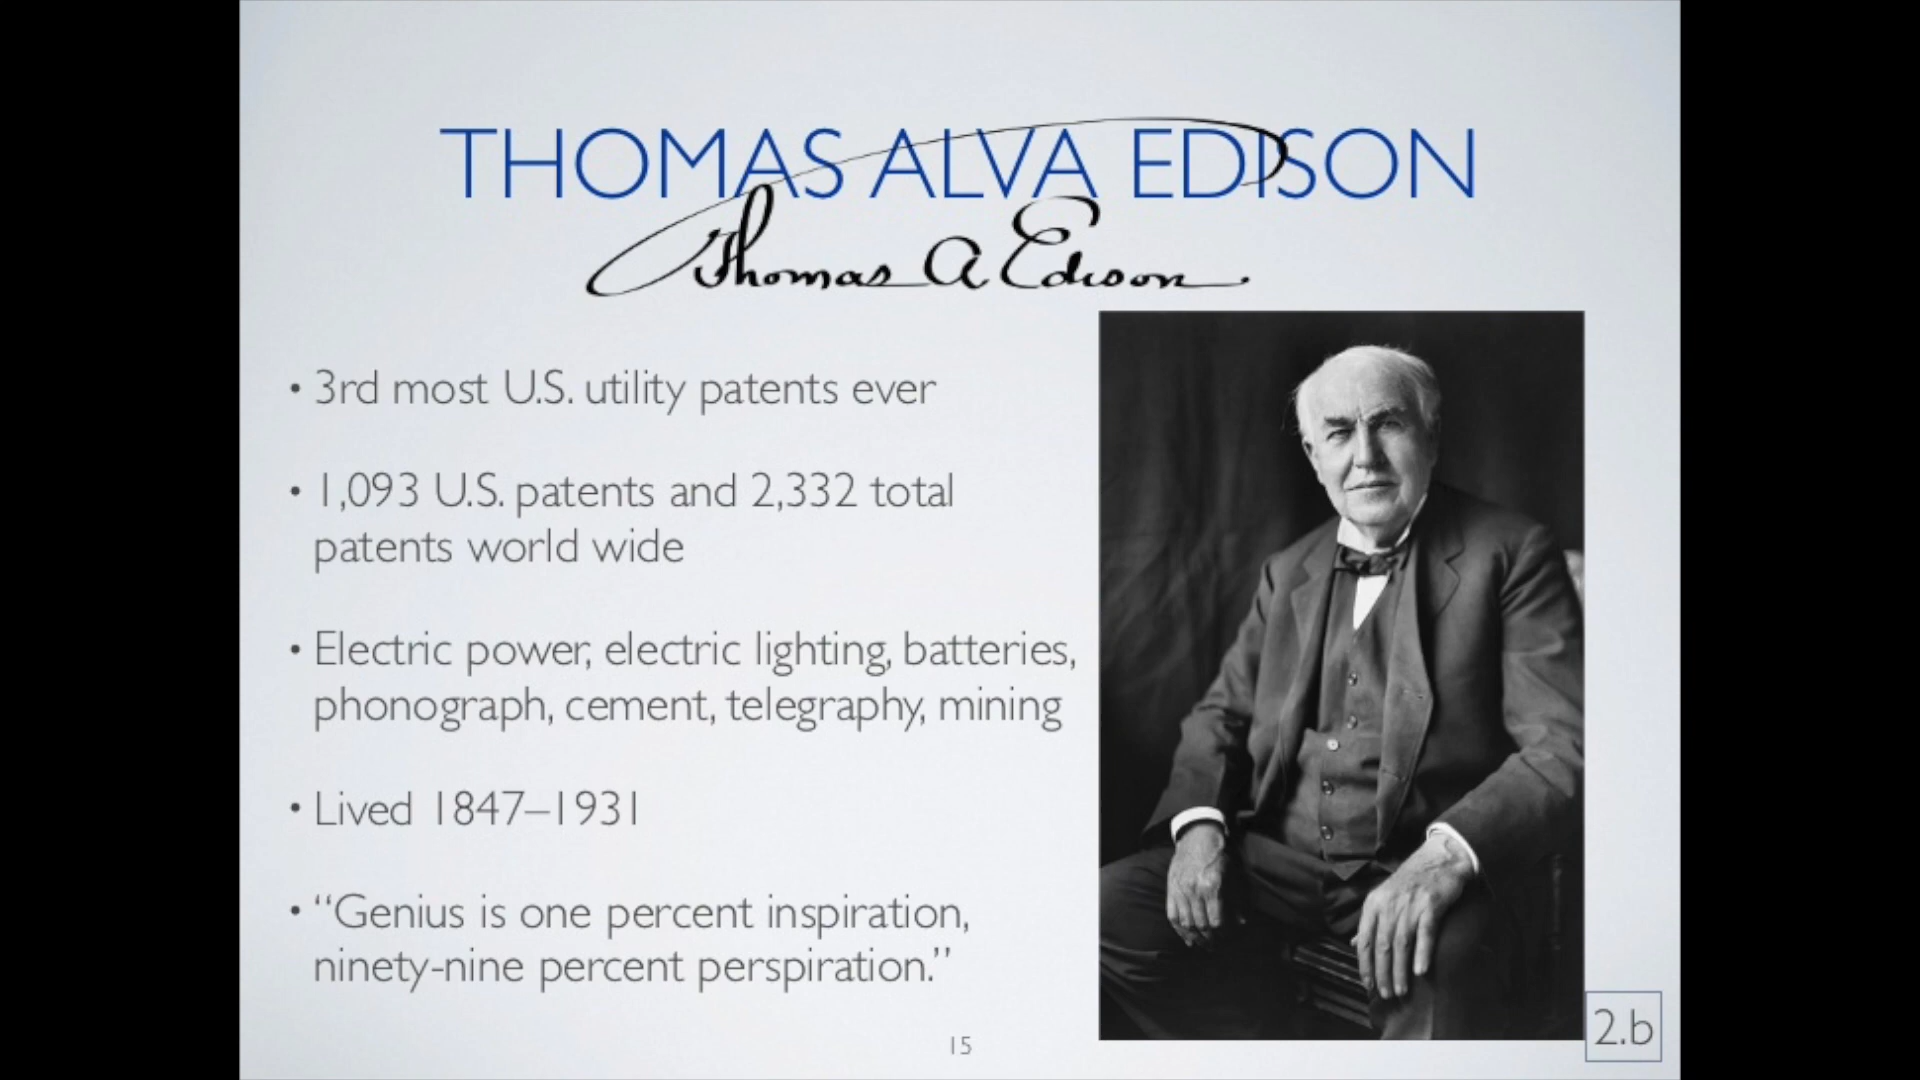 THOMAS ALVA EDISON
Thomas A Edison
• 3rd most U.S. utility patents ever
• 1,093 U.S. patents and 2,332 total
patents world wide
• Electric power, electric lighting, batteries,
phonograph, cement, telegraphy, mining
• Lived 1847–1931
• “Genius is one percent inspiration,
ninety-nine percent perspiration.”
15
2.b